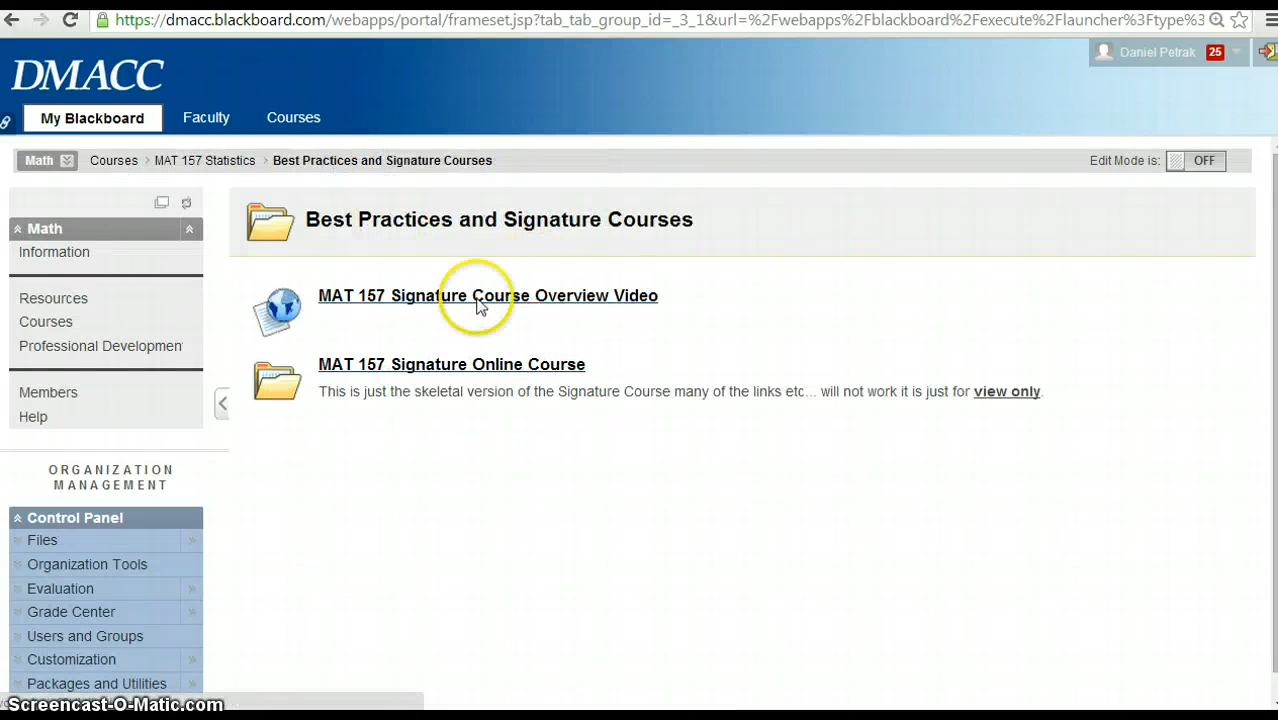 https://dmacc.blackboard.com/webapps/portal/frameset.jsp?tab_tab_group_id=_3_1&url=%2Fwebapps%2Fblackboard%2Fexecute%2Flauncher%3Ftype%3
Daniel Petrak 25
DMACC
My Blackboard Faculty Courses
Math Courses MAT 157 Statistics Best Practices and Signature Courses Edit Mode is: OFF
Math
Information
Resources
Courses
Professional Developmen
Members
Help
ORGANIZATION
MANAGEMENT
Control Panel
Files
Organization Tools
Evaluation
Grade Center
Users and Groups
Customization
Packages and Utilities
Best Practices and Signature Courses
MAT 157 Signature Course Overview Video
MAT 157 Signature Online Course
This is just the skeletal version of the Signature Course many of the links etc... will not work it is just for view only.
Screencast-O-Matic.com